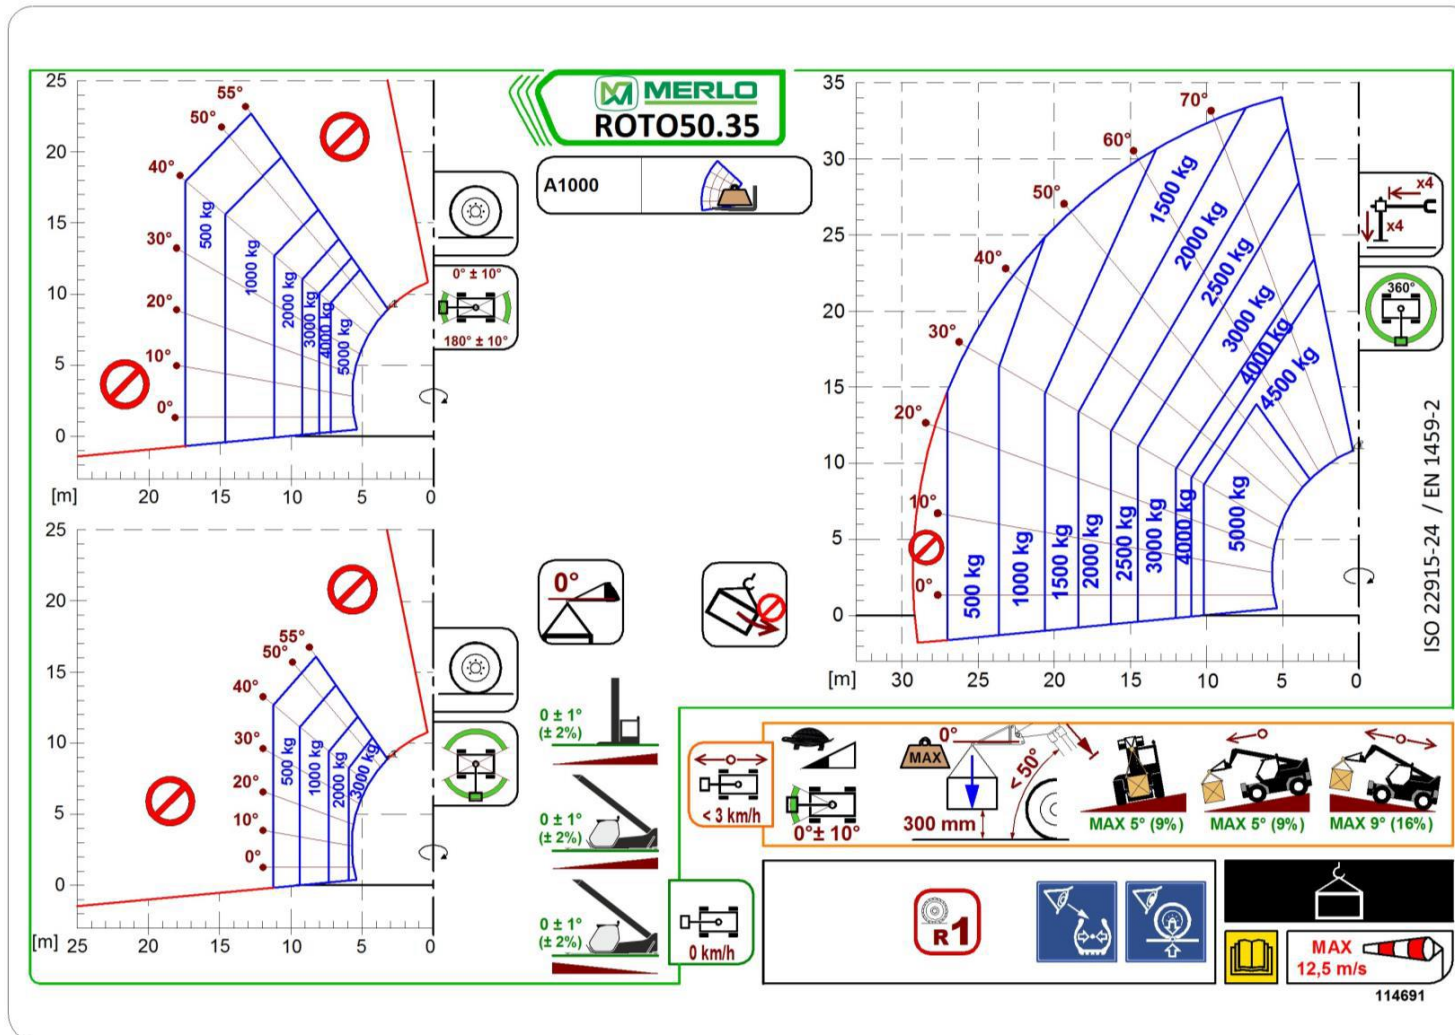 MERLO
ROTO50.35
A1000
25
20
15
10
5
0
[m]
20
15
10
5
0
55°
50°
40°
30°
20°
10°
0°
500 kg
1000 kg
2000 kg
3000 kg
4000 kg
5000 kg
0° ± 10°
180° ± 10°
25
20
15
10
5
0
[m]
25
20
15
10
5
0
55°
50°
40°
30°
20°
10°
0°
500 kg
1000 kg
2000 kg
3000 kg
35
30
25
20
15
10
5
0
[m]
30
25
20
15
10
5
0
70°
60°
50°
40°
30°
20°
10°
0°
1500 kg
2000 kg
2500 kg
3000 kg
4000 kg
4500 kg
500 kg
1000 kg
1500 kg
2000 kg
2500 kg
3000 kg
4000 kg
5000 kg
x4
x4
360°
ISO 22915-24 / EN 1459-2
0°
0 ± 1°
(± 2%)
0 ± 1°
(± 2%)
0 ± 1°
(± 2%)
< 3 km/h
0 km/h
0°± 10°
MAX
0°
< 50°
300 mm
MAX 5° (9%)
MAX 5° (9%)
MAX 9° (16%)
R1
MAX
12,5 m/s
114691